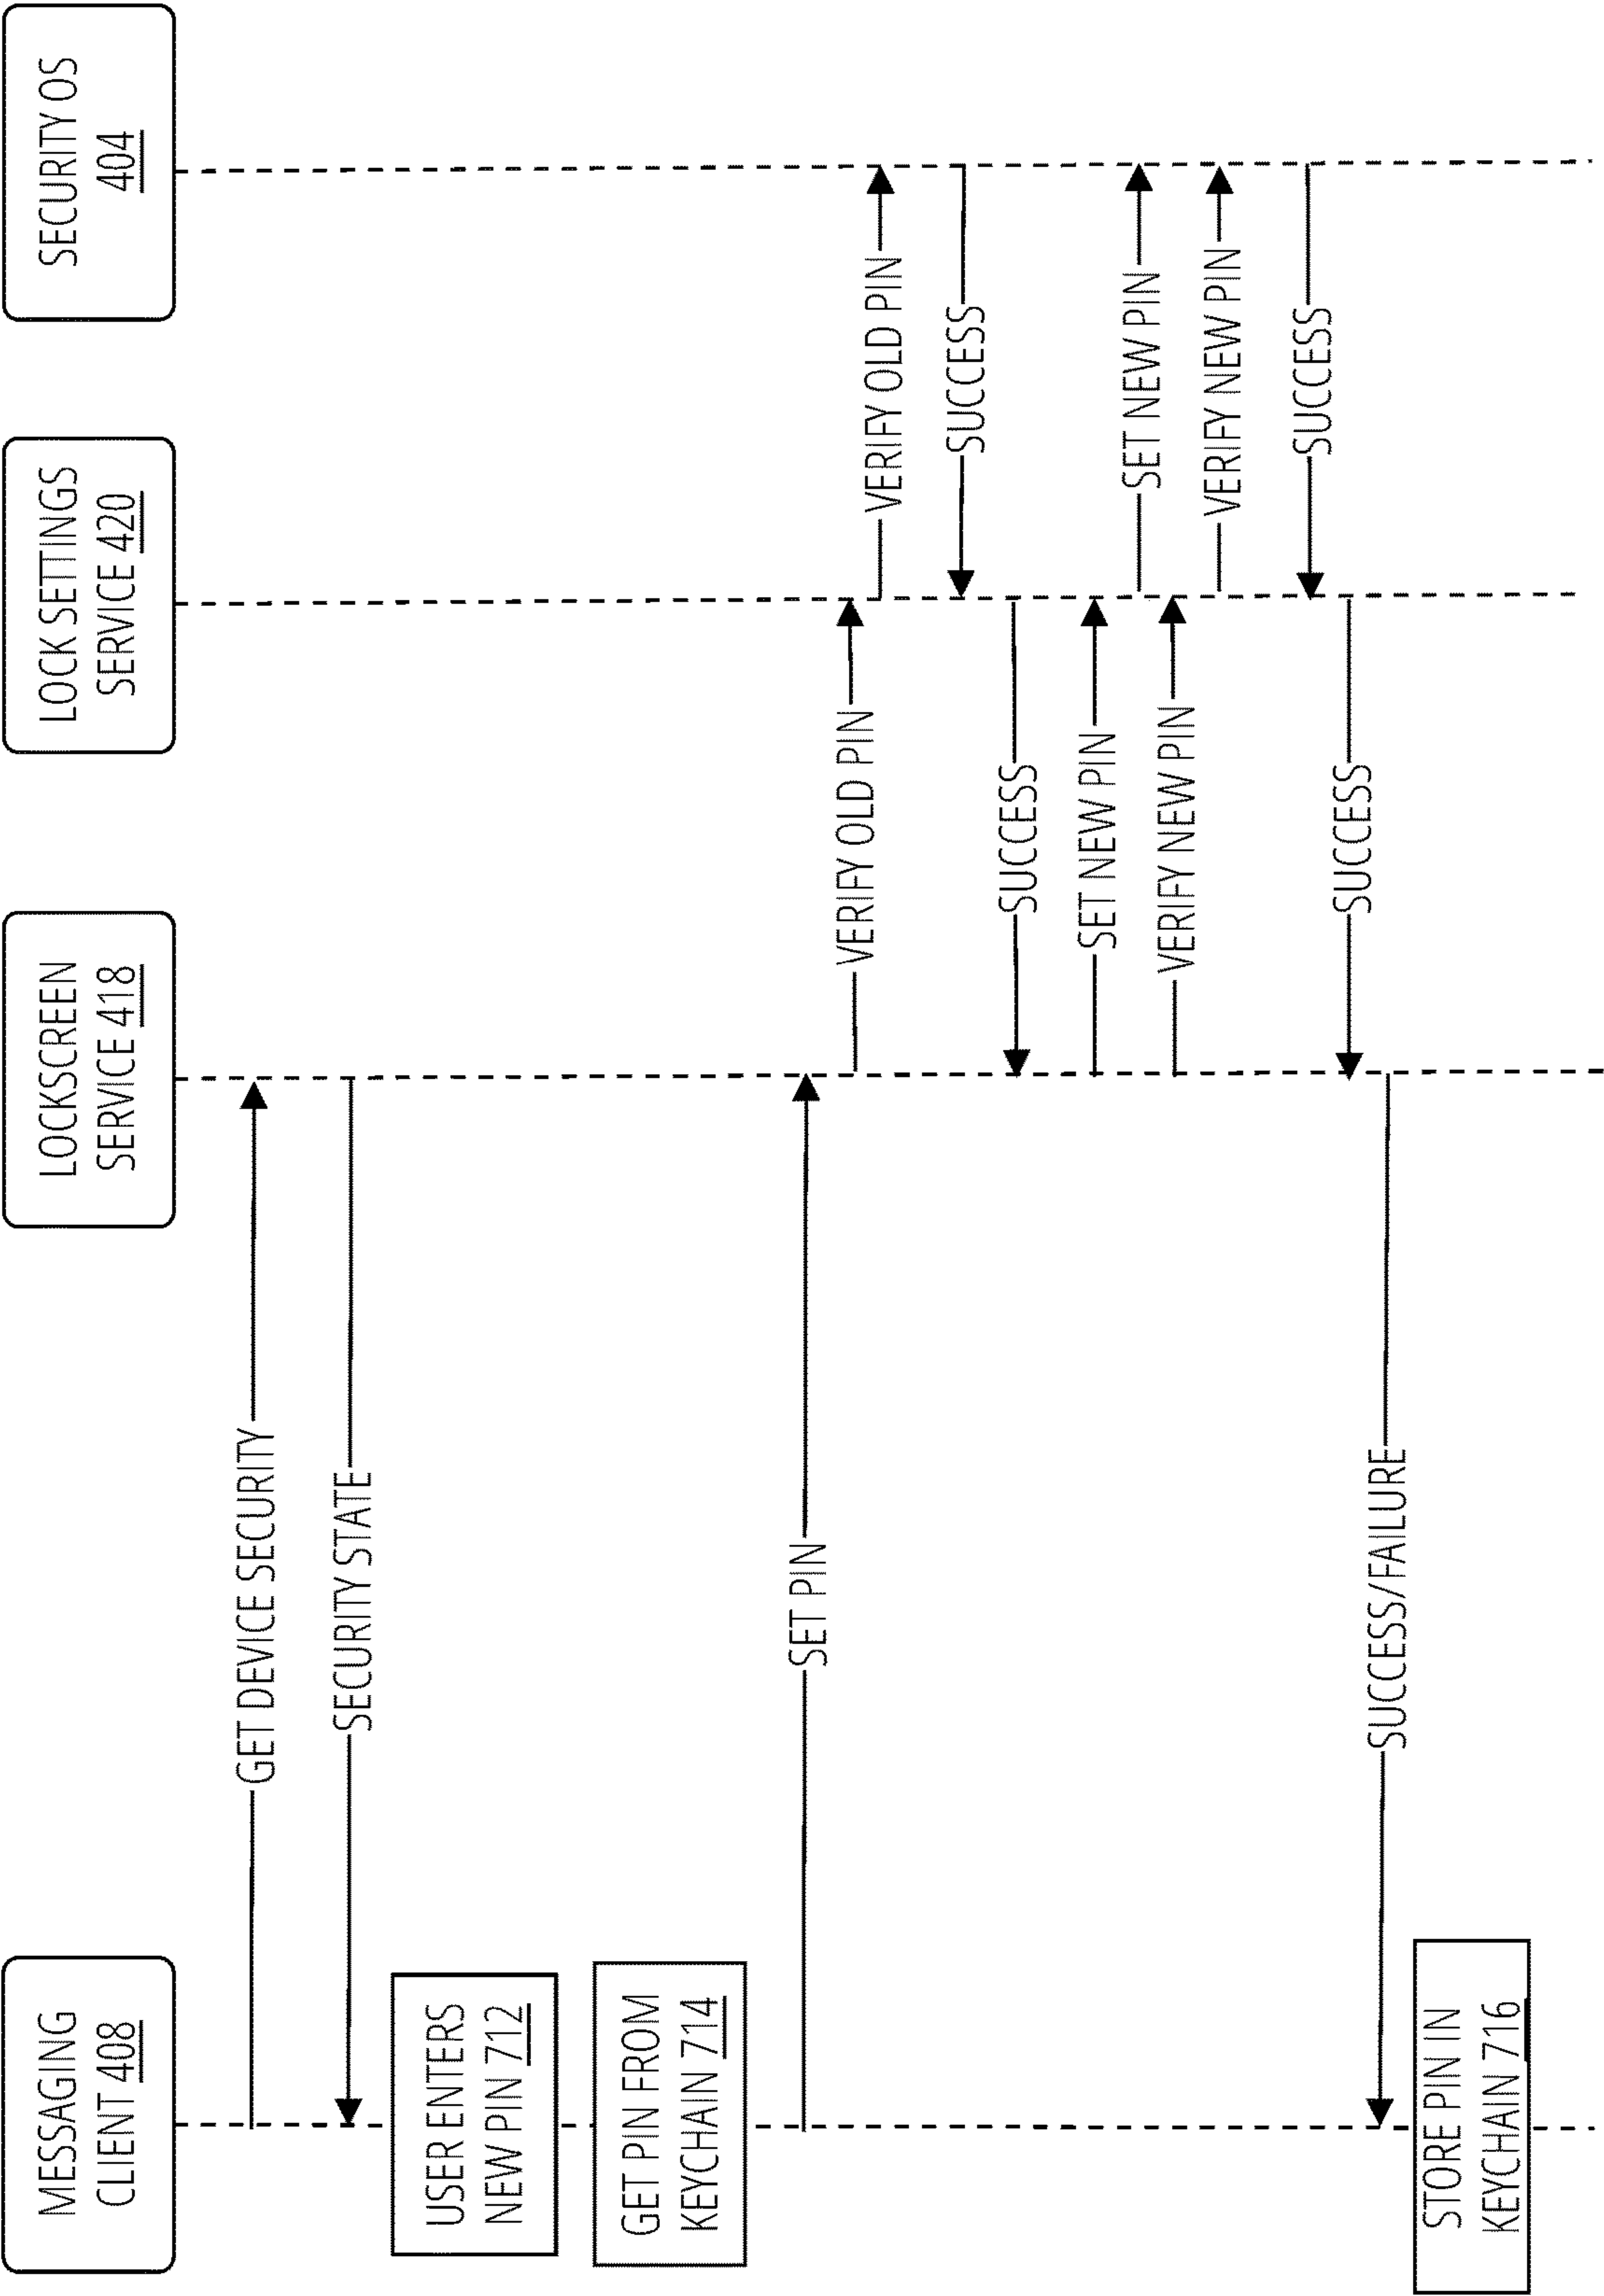 MESSAGING
CLIENT 408
LOCKSCREEN
SERVICE 418
LOCK SETTINGS
SERVICE 420
SECURITY OS
404
GET DEVICE SECURITY
SECURITY STATE
USER ENTERS
NEW PIN 712
GET PIN FROM
KEYCHAIN 714
SET PIN
VERIFY OLD PIN
VERIFY OLD PIN
SUCCESS
SUCCESS
SET NEW PIN
SET NEW PIN
VERIFY NEW PIN
VERIFY NEW PIN
SUCCESS
SUCCESS
SUCCESS/FAILURE
STORE PIN IN
KEYCHAIN 716